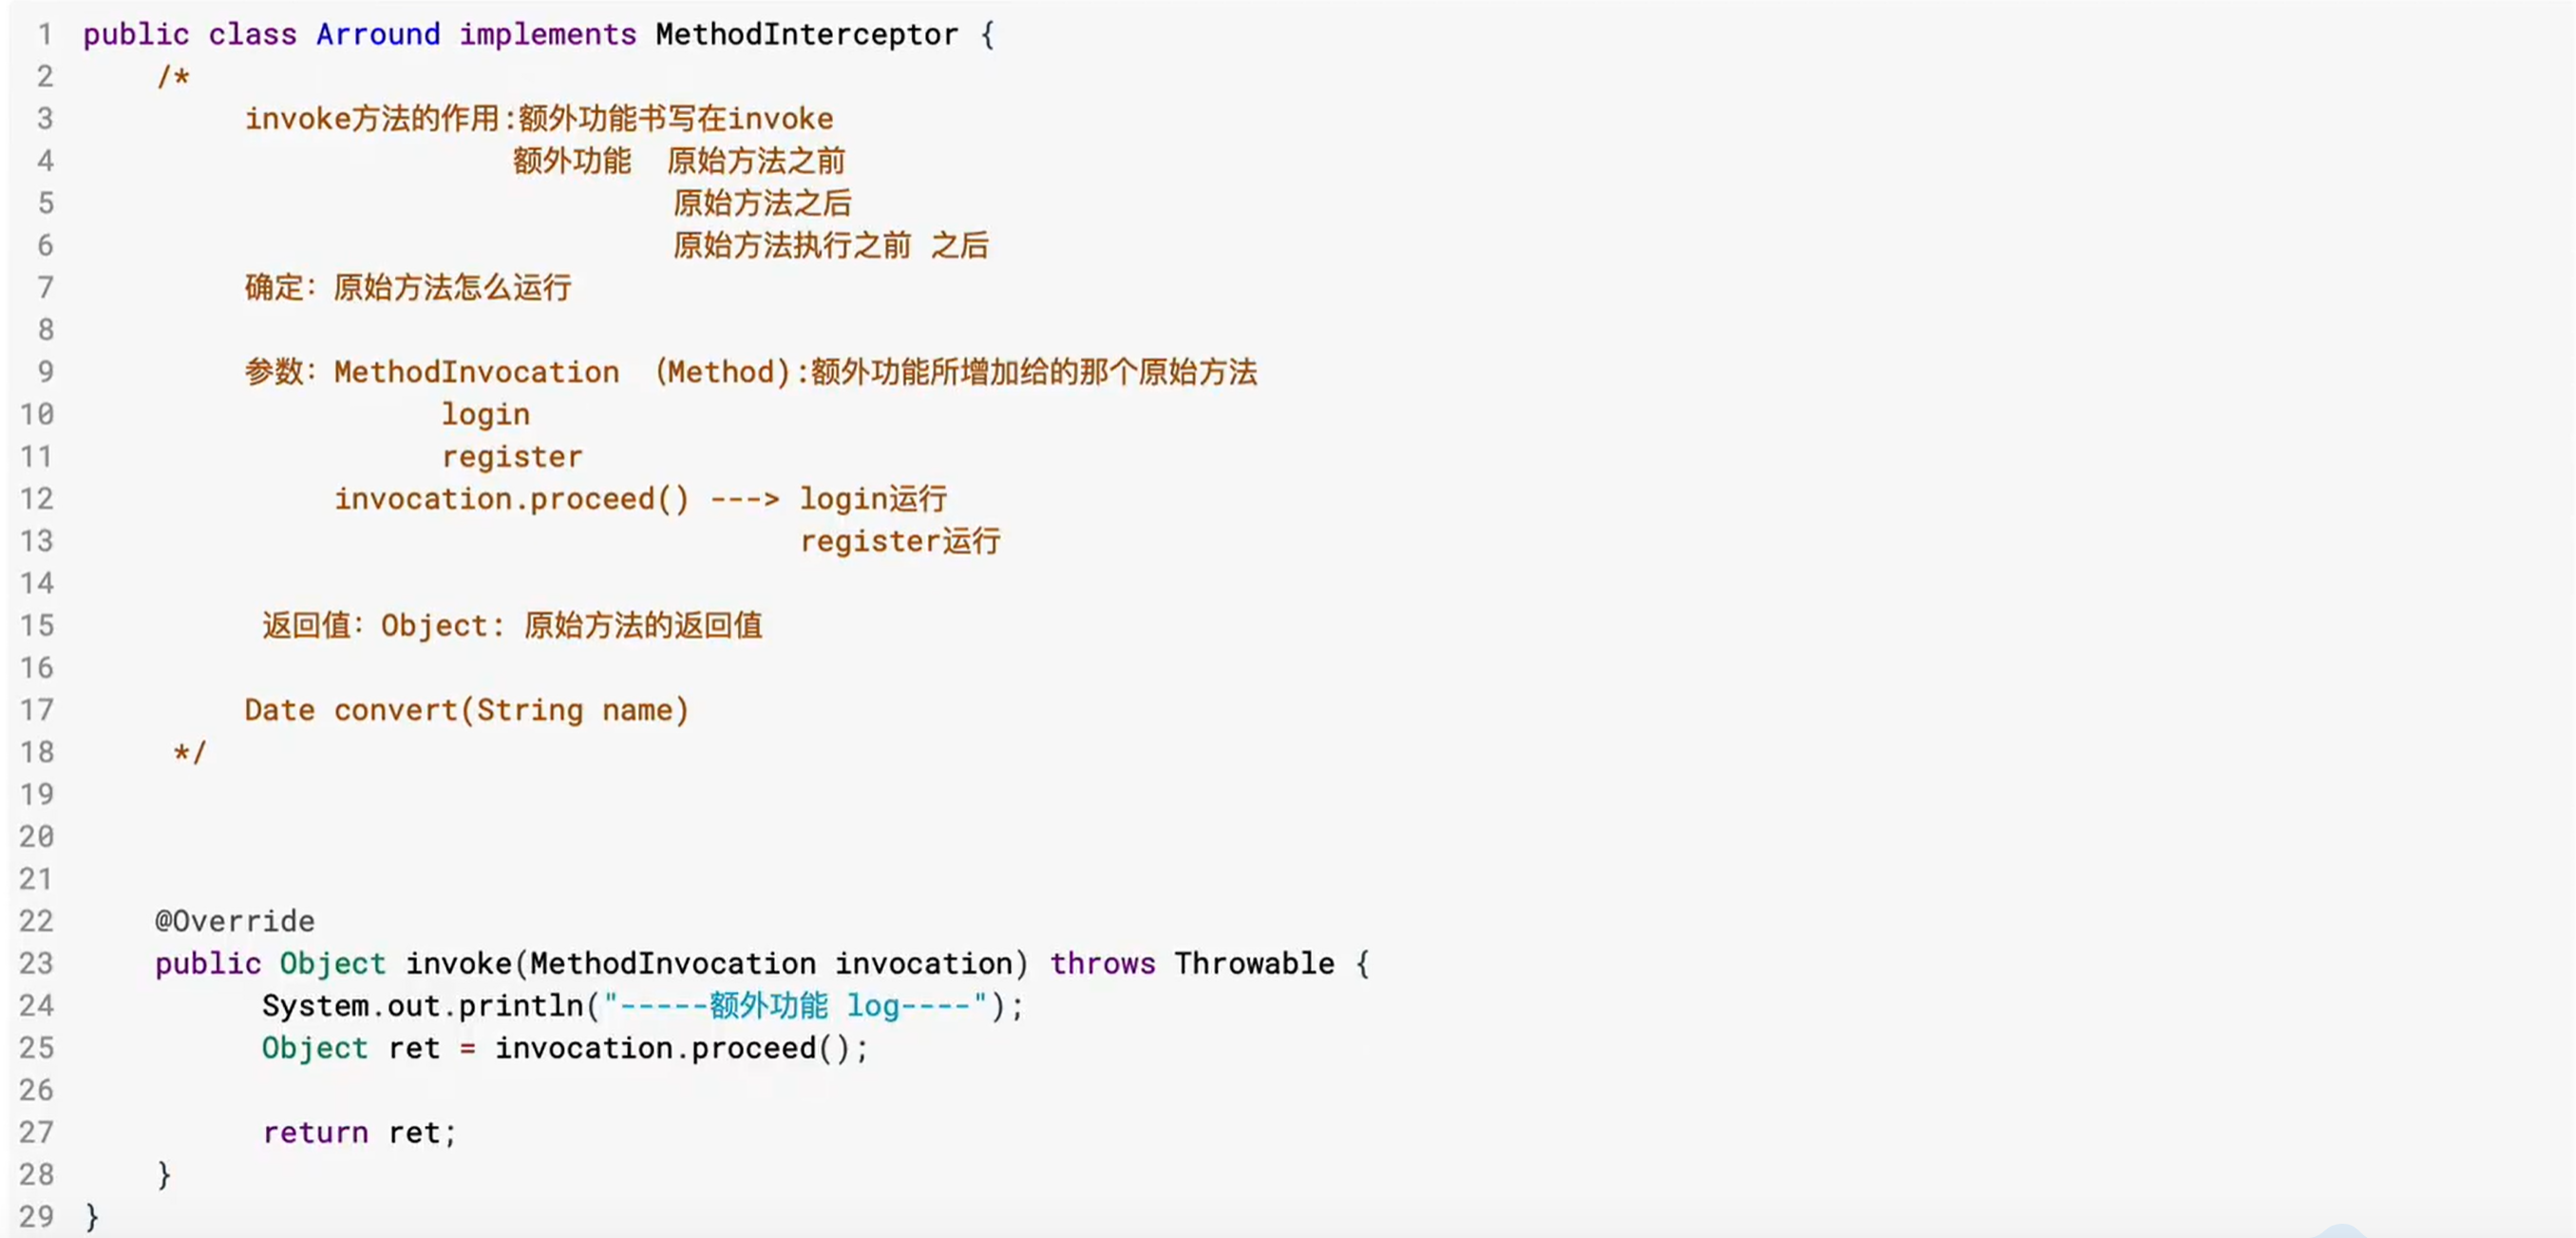 1 public class Arround implements MethodInterceptor {
2 /*
3 invoke方法的作用:额外功能书写在invoke
4 额外功能 原始方法之前
5 原始方法之后
6 原始方法执行之前 之后
7 确定：原始方法怎么运行
8
9 参数：MethodInvocation （Method):额外功能所增加给的那个原始方法
10 login
11 register
12 invocation.proceed() ---> login运行
13 register运行
14
15 返回值：Object: 原始方法的返回值
16
17 Date convert(String name)
18 */
19
20
21
22 @Override
23 public Object invoke(MethodInvocation invocation) throws Throwable {
24 System.out.println("-----额外功能 log----");
25 Object ret = invocation.proceed();
26
27 return ret;
28 }
29 }